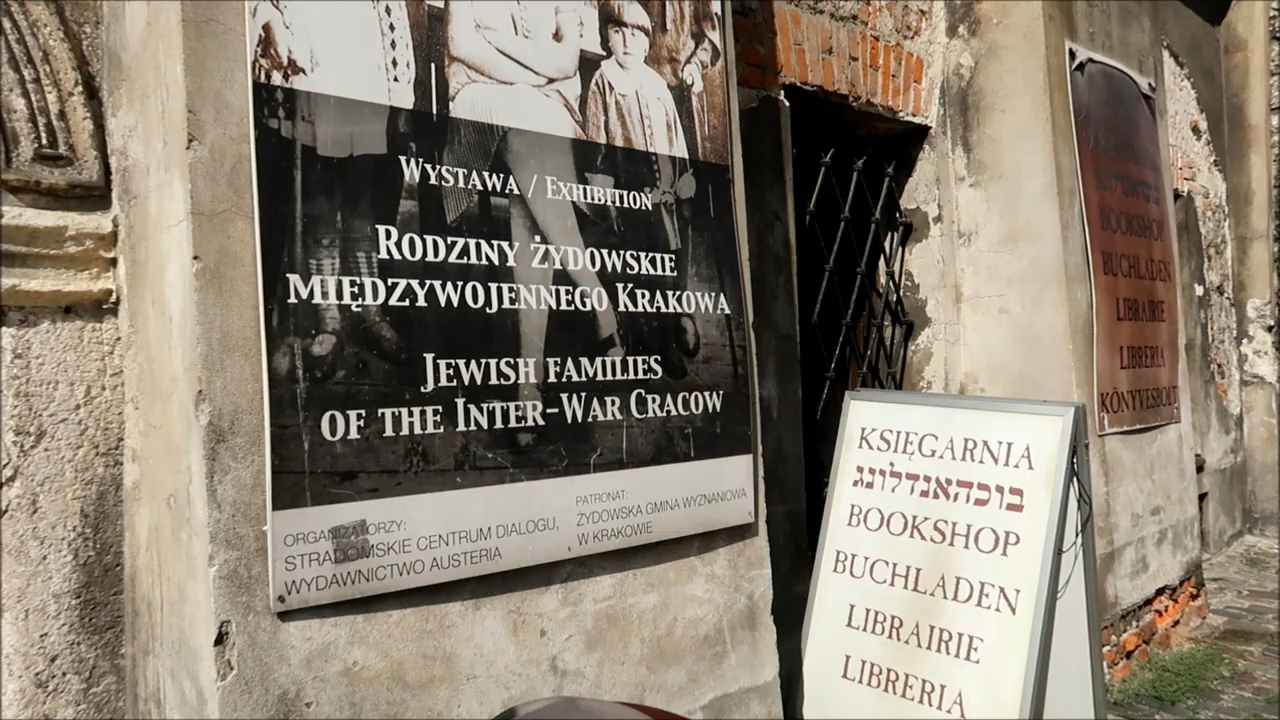 Wystawa / Exhibition
Rodziny żydowskie
międzywojennego Krakowa
Jewish families
of the Inter-War Cracow
ORGANIZATORZY:
STRADOMSKIE CENTRUM DIALOGU,
WYDAWNICTWO AUSTERIA
PATRONAT:
ŻYDOWSKA GMINA WYZNANIOWA
W KRAKOWIE
KSIĘGARNIA
בוכהאנדלונג
BOOKSHOP
BUCHLADEN
LIBRAIRIE
LIBRERIA
BOOKSHOP
BUCHLADEN
LIBRAIRIE
LIBRERIA
KÖNYVESBOLT